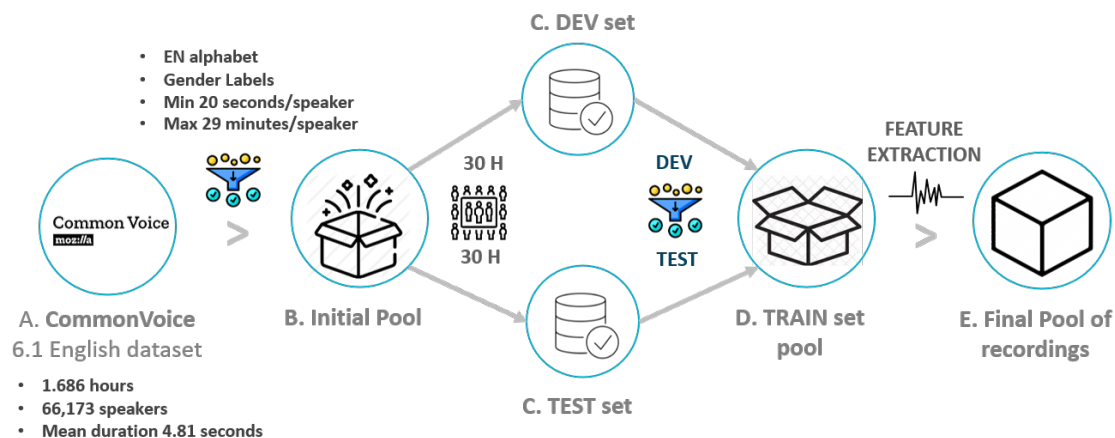 C. DEV set
• EN alphabet
• Gender Labels
• Min 20 seconds/speaker
• Max 29 minutes/speaker
>
Common Voice
moz://a
A. CommonVoice
6.1 English dataset
• 1.686 hours
• 66,173 speakers
• Mean duration 4.81 seconds
B. Initial Pool
30 H
30 H
DEV
TEST
C. TEST set
D. TRAIN set
pool
FEATURE
EXTRACTION
>
E. Final Pool of
recordings